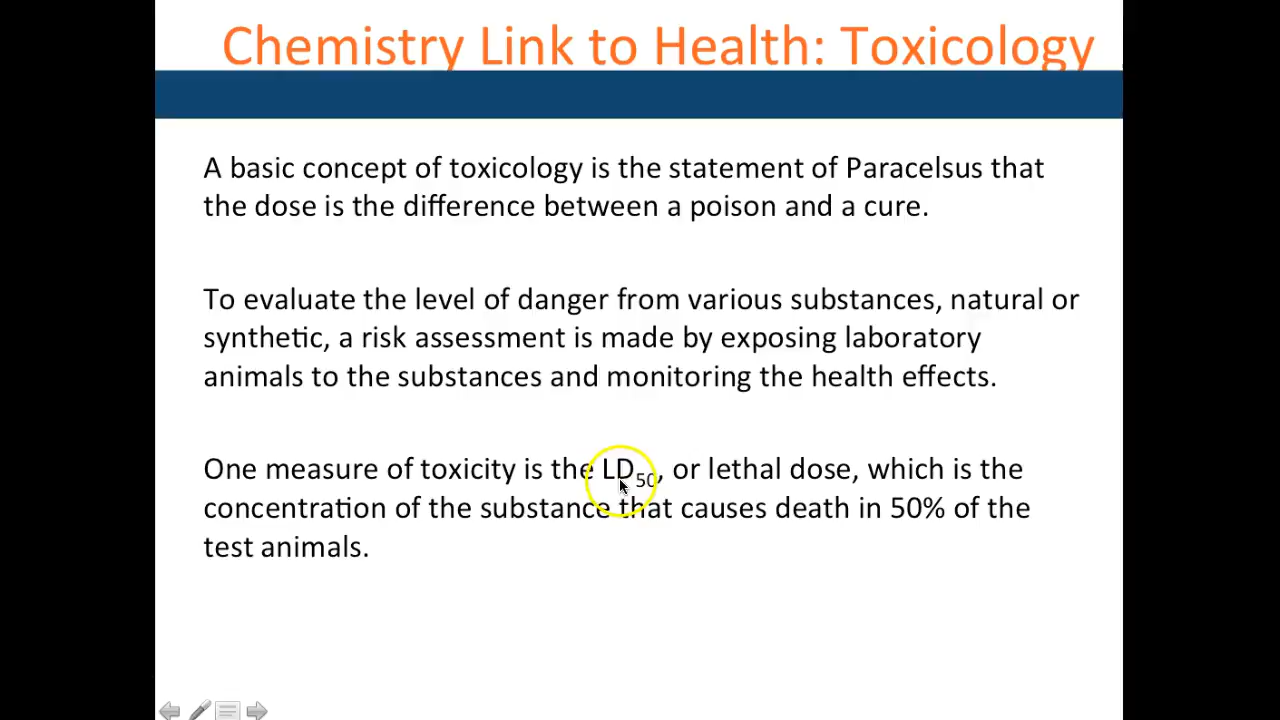 Chemistry Link to Health: Toxicology
A basic concept of toxicology is the statement of Paracelsus that
the dose is the difference between a poison and a cure.
To evaluate the level of danger from various substances, natural or
synthetic, a risk assessment is made by exposing laboratory
animals to the substances and monitoring the health effects.
One measure of toxicity is the LD50, or lethal dose, which is the
concentration of the substance that causes death in 50% of the
test animals.